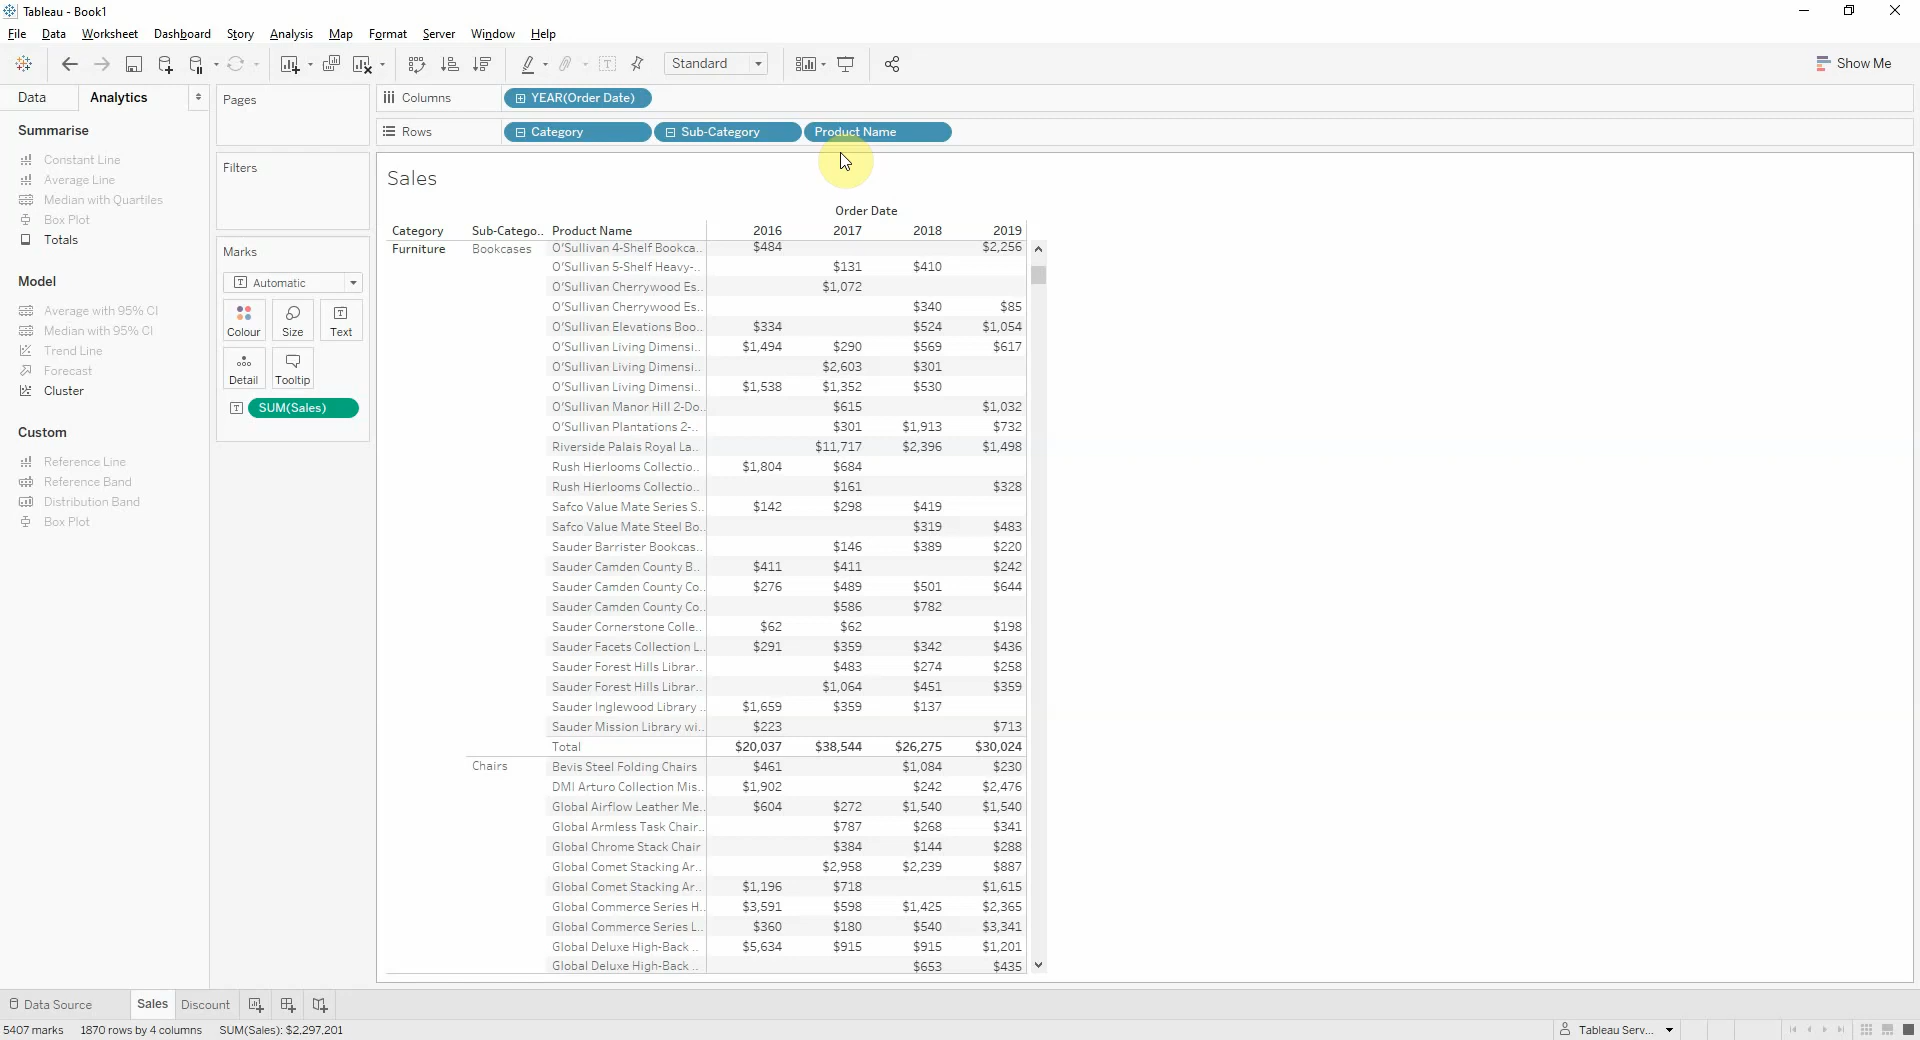 Tableau - Book1
File Data Worksheet Dashboard Story Analysis Map Format Server Window Help
Standard
Show Me
Data Analytics
Pages
Columns YEAR(Order Date)
Rows Category Sub-Category Product Name
Summarise
Constant Line
Average Line
Median with Quartiles
Box Plot
Totals
Model
Average with 95% CI
Median with 95% CI
Trend Line
Forecast
Cluster
Custom
Reference Line
Reference Band
Distribution Band
Box Plot
Filters
Marks
Automatic
Colour Size Text
Detail Tooltip
SUM(Sales)
Sales
Order Date
Category Sub-Catego.. Product Name 2016 2017 2018 2019
Furniture Bookcases O'Sullivan 4-Shelf Bookca.. $484 $2,256
O'Sullivan 5-Shelf Heavy-.. $131 $410
O'Sullivan Cherrywood Es.. $1,072
O'Sullivan Cherrywood Es.. $340 $85
O'Sullivan Elevations Boo.. $334 $524 $1,054
O'Sullivan Living Dimensi.. $1,494 $290 $569 $617
O'Sullivan Living Dimensi.. $2,603 $301
O'Sullivan Living Dimensi.. $1,538 $1,352 $530
O'Sullivan Manor Hill 2-Do.. $615 $1,032
O'Sullivan Plantations 2-.. $301 $1,913 $732
Riverside Palais Royal La.. $11,717 $2,396 $1,498
Rush Hierlooms Collectio.. $1,804 $684
Rush Hierlooms Collectio.. $161 $328
Safco Value Mate Series S.. $142 $298 $419
Safco Value Mate Steel Bo.. $319 $483
Sauder Barrister Bookcas.. $146 $389 $220
Sauder Camden County B.. $411 $411 $242
Sauder Camden County Co.. $276 $489 $501 $644
Sauder Camden County Co.. $586 $782
Sauder Cornerstone Colle.. $62 $62 $198
Sauder Facets Collection L.. $291 $359 $342 $436
Sauder Forest Hills Librar.. $483 $274 $258
Sauder Forest Hills Librar.. $1,064 $451 $359
Sauder Inglewood Library .. $1,659 $359 $137
Sauder Mission Library wi.. $223 $713
Total $20,037 $38,544 $26,275 $30,024
Chairs Bevis Steel Folding Chairs $461 $1,084 $230
DMI Arturo Collection Mis.. $1,902 $242 $2,476
Global Airflow Leather Me.. $604 $272 $1,540 $1,540
Global Armless Task Chair.. $787 $268 $341
Global Chrome Stack Chair $384 $144 $288
Global Comet Stacking Ar.. $2,958 $2,239 $887
Global Comet Stacking Ar.. $1,196 $718 $1,615
Global Commerce Series H.. $3,591 $598 $1,425 $2,365
Global Commerce Series L.. $360 $180 $540 $3,341
Global Deluxe High-Back .. $5,634 $915 $915 $1,201
Global Deluxe High-Back .. $653 $435
Data Source Sales Discount
5407 marks 1870 rows by 4 columns SUM(Sales): $2,297,201 Tableau Serv...